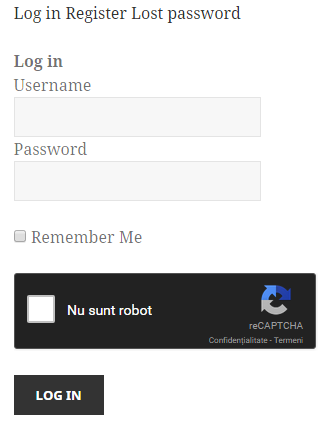 Log in Register Lost password
Log in
Username
Password
Remember Me
Nu sunt robot
reCAPTCHA
Confidențialitate - Termeni
LOG IN